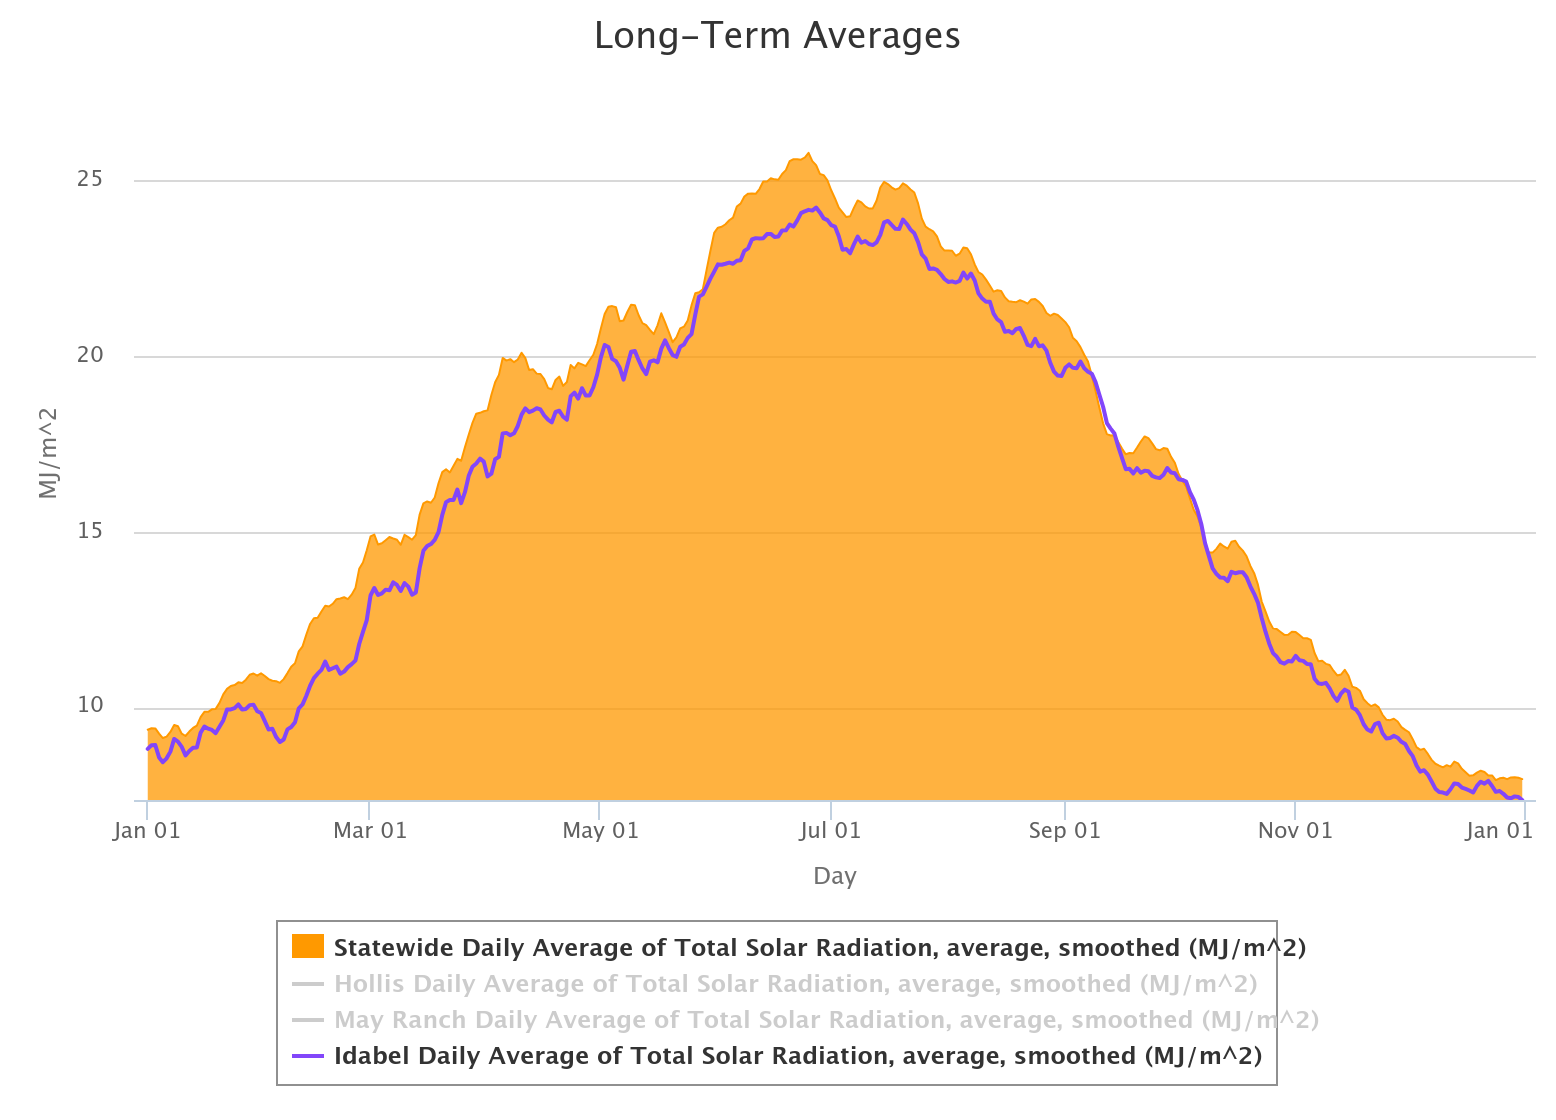 Long-Term Averages
25
20
15
10
MJ/m^2
Jan 01 Mar 01 May 01 Jul 01 Sep 01 Nov 01 Jan 01
Day
Statewide Daily Average of Total Solar Radiation, average, smoothed (MJ/m^2)
Hollis Daily Average of Total Solar Radiation, average, smoothed (MJ/m^2)
May Ranch Daily Average of Total Solar Radiation, average, smoothed (MJ/m^2)
Idabel Daily Average of Total Solar Radiation, average, smoothed (MJ/m^2)